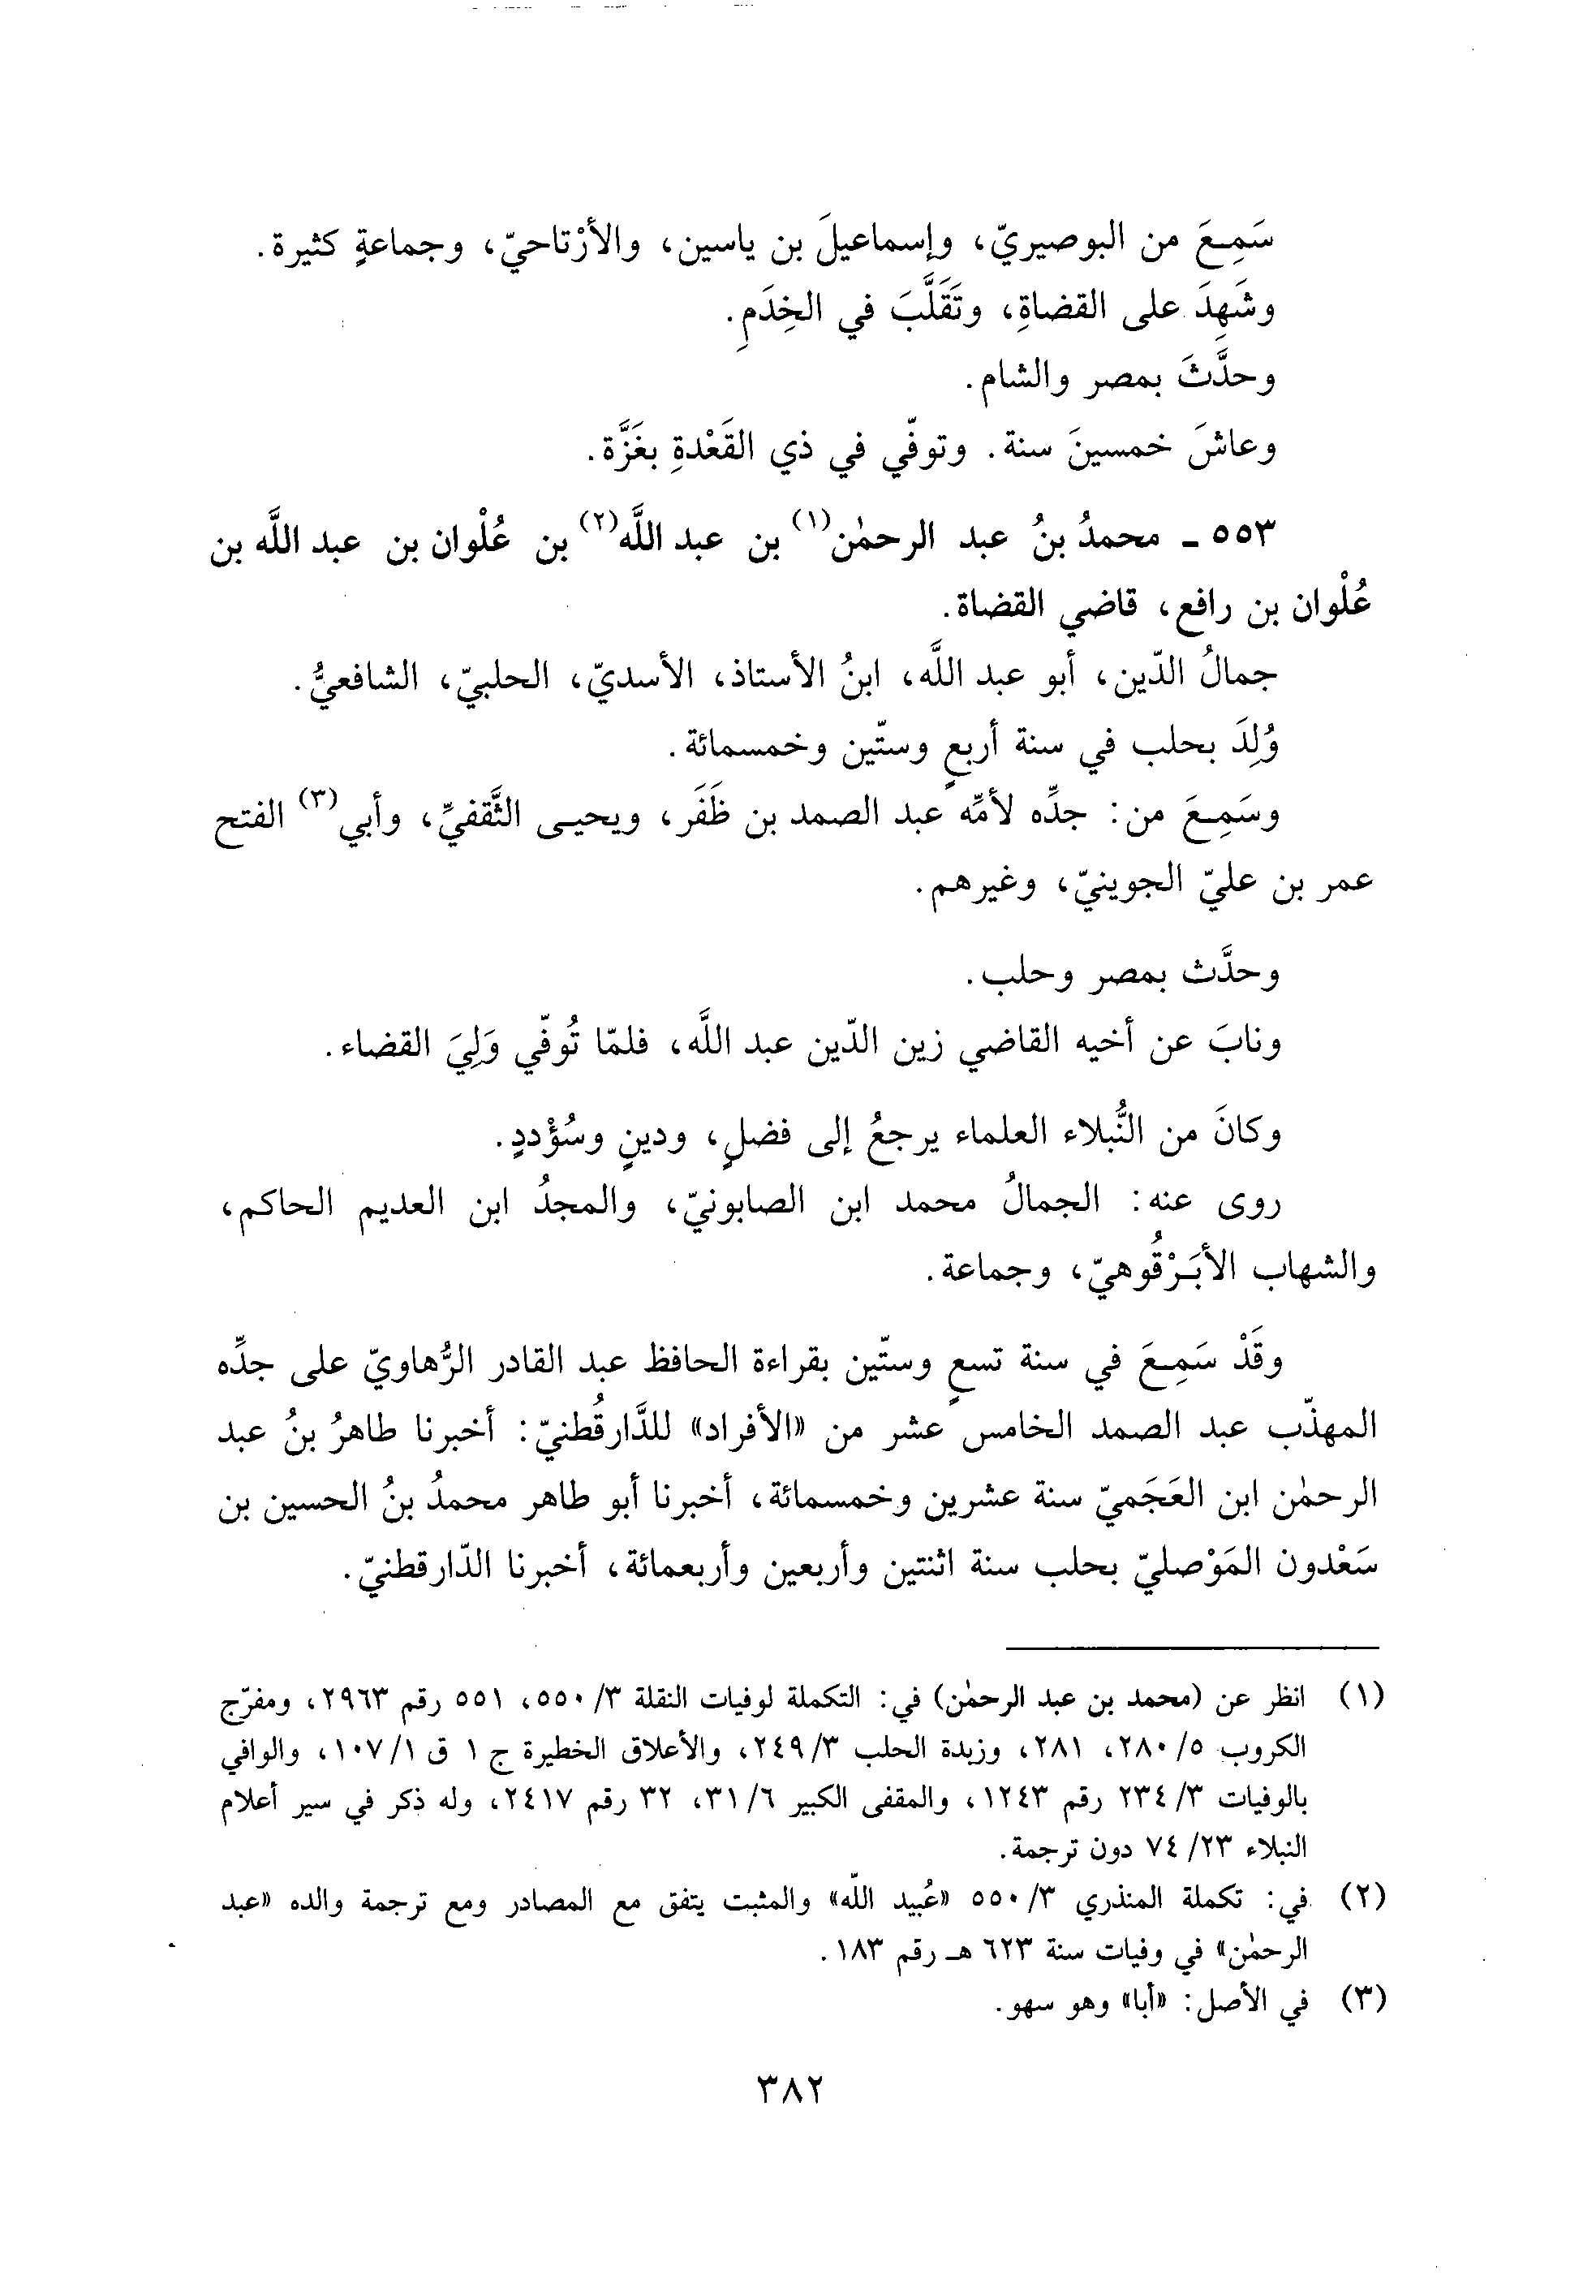 سَمِعَ من البوصيريّ، وإسماعيلَ بن ياسين، والأرْتاحيّ، وجماعةٍ كثيرة.
وشَهِدَ على القضاةِ، وتَقَلَّبَ في الخِدَمِ.
وحدَّثَ بمصر والشام.
وعاشَ خمسينَ سنة. وتوفّي في ذي القَعْدةِ بغَزَّة.
٥٥٣ - محمدُ بنُ عبد الرحمٰن(١) بن عبد اللَّه(٢) بن عُلْوان بن عبد اللَّه بن
عُلْوان بن رافع، قاضي القضاة.
جمالُ الدّين، أبو عبد اللَّه، ابنُ الأستاذ، الأسديّ، الحلبيّ، الشافعيُّ.
وُلِدَ بحلب في سنة أربعٍ وستّين وخمسمائة.
وسَمِعَ من: جدِّه لأمِّه عبد الصمد بن ظَفَر، ويحيى الثَّقفيِّ، وأبي(٣) الفتح
عمر بن عليّ الجوينيّ، وغيرهم.
وحدَّث بمصر وحلب.
ونابَ عن أخيه القاضي زين الدّين عبد اللَّه، فلمّا تُوفّي وَلِيَ القضاء.
وكانَ من النُّبلاء العلماء يرجعُ إلى فضلٍ، ودينٍ وسُؤْددٍ.
روى عنه: الجمالُ محمد ابن الصابونيّ، والمجدُ ابن العديم الحاكم،
والشهاب الأبَرْقُوهيّ، وجماعة.
وقَدْ سَمِعَ في سنة تسعٍ وستّين بقراءة الحافظ عبد القادر الرُّهاويّ على جدِّه
المهذّب عبد الصمد الخامس عشر من «الأفراد» للدَّارقُطنيّ: أخبرنا طاهرُ بنُ عبد
الرحمٰن ابن العَجَميّ سنة عشرين وخمسمائة، أخبرنا أبو طاهر محمدُ بنُ الحسين بن
سَعْدون المَوْصليّ بحلب سنة اثنتين وأربعين وأربعمائة، أخبرنا الدّارقطنيّ.
(١) انظر عن (محمد بن عبد الرحمٰن) في: التكملة لوفيات النقلة ٣/ ٥٥٠، ٥٥١ رقم ٢٩٦٣، ومفرّج
الكروب ٥/ ٢٨٠، ٢٨١، وزبدة الحلب ٣/ ٢٤٩، والأعلاق الخطيرة ج ١ ق ١/ ١٠٧، والوافي
بالوفيات ٣/ ٢٣٤ رقم ١٢٤٣، والمقفى الكبير ٦/ ٣١، ٣٢ رقم ٢٤١٧، وله ذكر في سير أعلام
النبلاء ٢٣/ ٧٤ دون ترجمة.
(٢) في: تكملة المنذري ٣/ ٥٥٠ «عُبيد اللّه» والمثبت يتفق مع المصادر ومع ترجمة والده «عبد
الرحمٰن» في وفيات سنة ٦٢٣ هـ رقم ١٨٣.
(٣) في الأصل: «أبا» وهو سهو.
٣٨٢